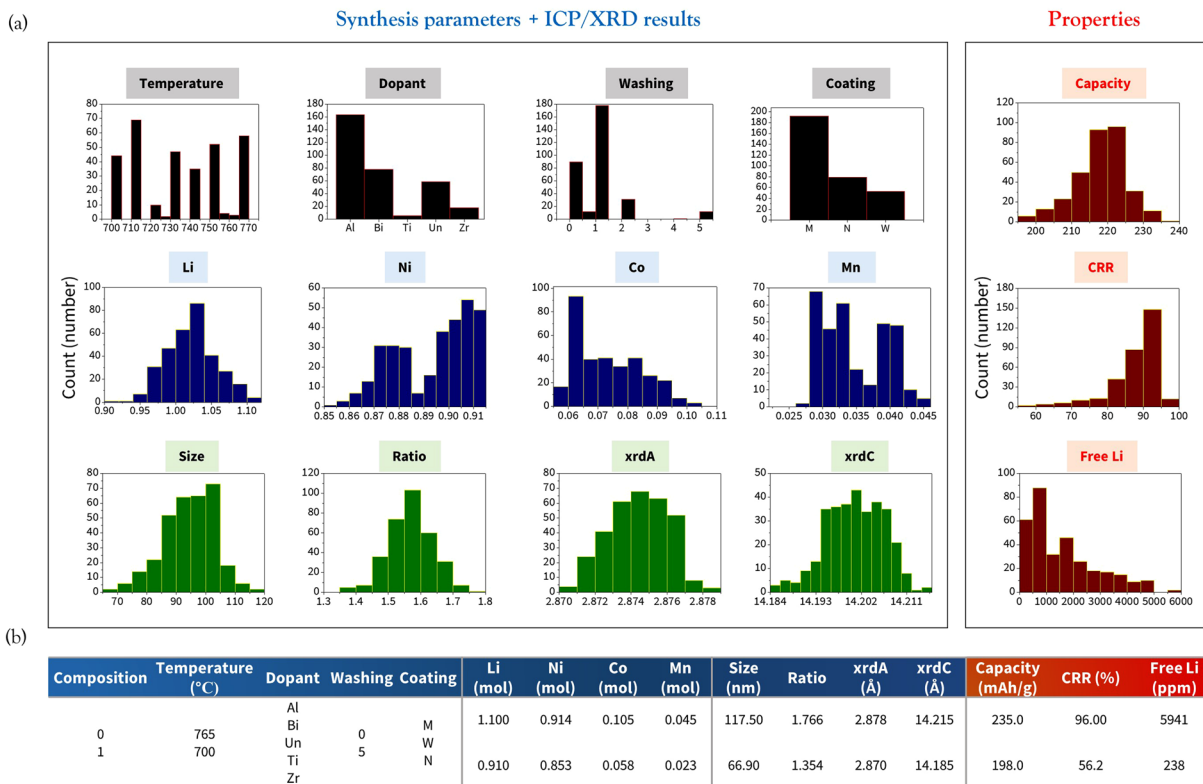 (a)
Synthesis parameters + ICP/XRD results
Properties
Temperature
Dopant
Washing
Coating
Capacity
80 70 60 50 40 30 20 10 0
700 710 720 730 740 750 760 770
180 160 140 120 100 80 60 40 20 0
Al Bi Ti Un Zr
180 160 140 120 100 80 60 40 20 0
0 1 2 3 4 5
200 180 160 140 120 100 80 60 40 20 0
M N W
120 100 80 60 40 20 0
200 210 220 230 240
Count (number)
Count (number)
Li
Ni
Co
Mn
CRR
100 80 60 40 20 0
0.90 0.95 1.00 1.05 1.10
60 50 40 30 20 10 0
0.85 0.86 0.87 0.88 0.89 0.90 0.91
100 80 60 40 20 0
0.06 0.07 0.08 0.09 0.10 0.11
70 60 50 40 30 20 10 0
0.025 0.030 0.035 0.040 0.045
180 150 120 90 60 30 0
60 70 80 90 100
Size
Ratio
xrdA
xrdC
Free Li
80 70 60 50 40 30 20 10 0
70 80 90 100 110 120
120 100 80 60 40 20 0
1.3 1.4 1.5 1.6 1.7 1.8
80 70 60 50 40 30 20 10 0
2.870 2.872 2.874 2.876 2.878
50 40 30 20 10 0
14.184 14.193 14.202 14.211
100 80 60 40 20 0
0 1000 2000 3000 4000 5000 6000
(b)
Composition Temperature (°C) Dopant Washing Coating Li (mol) Ni (mol) Co (mol) Mn (mol) Size (nm) Ratio xrdA (Å) xrdC (Å) Capacity (mAh/g) CRR (%) Free Li (ppm)
Al
Bi M 1.100 0.914 0.105 0.045 117.50 1.766 2.878 14.215 235.0 96.00 5941
0 765 Un 0 W
1 700 Ti 5 N 0.910 0.853 0.058 0.023 66.90 1.354 2.870 14.185 198.0 56.2 238
Zr